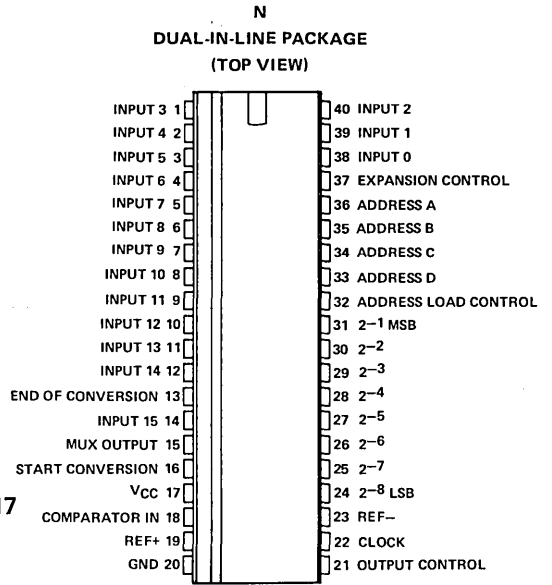 N
DUAL-IN-LINE PACKAGE
(TOP VIEW)
INPUT 3 1
INPUT 4 2
INPUT 5 3
INPUT 6 4
INPUT 7 5
INPUT 8 6
INPUT 9 7
INPUT 10 8
INPUT 11 9
INPUT 12 10
INPUT 13 11
INPUT 14 12
END OF CONVERSION 13
INPUT 15 14
MUX OUTPUT 15
START CONVERSION 16
VCC 17
COMPARATOR IN 18
REF+ 19
GND 20
17
40 INPUT 2
39 INPUT 1
38 INPUT 0
37 EXPANSION CONTROL
36 ADDRESS A
35 ADDRESS B
34 ADDRESS C
33 ADDRESS D
32 ADDRESS LOAD CONTROL
31 2−1 MSB
30 2−2
29 2−3
28 2−4
27 2−5
26 2−6
25 2−7
24 2−8 LSB
23 REF−
22 CLOCK
21 OUTPUT CONTROL